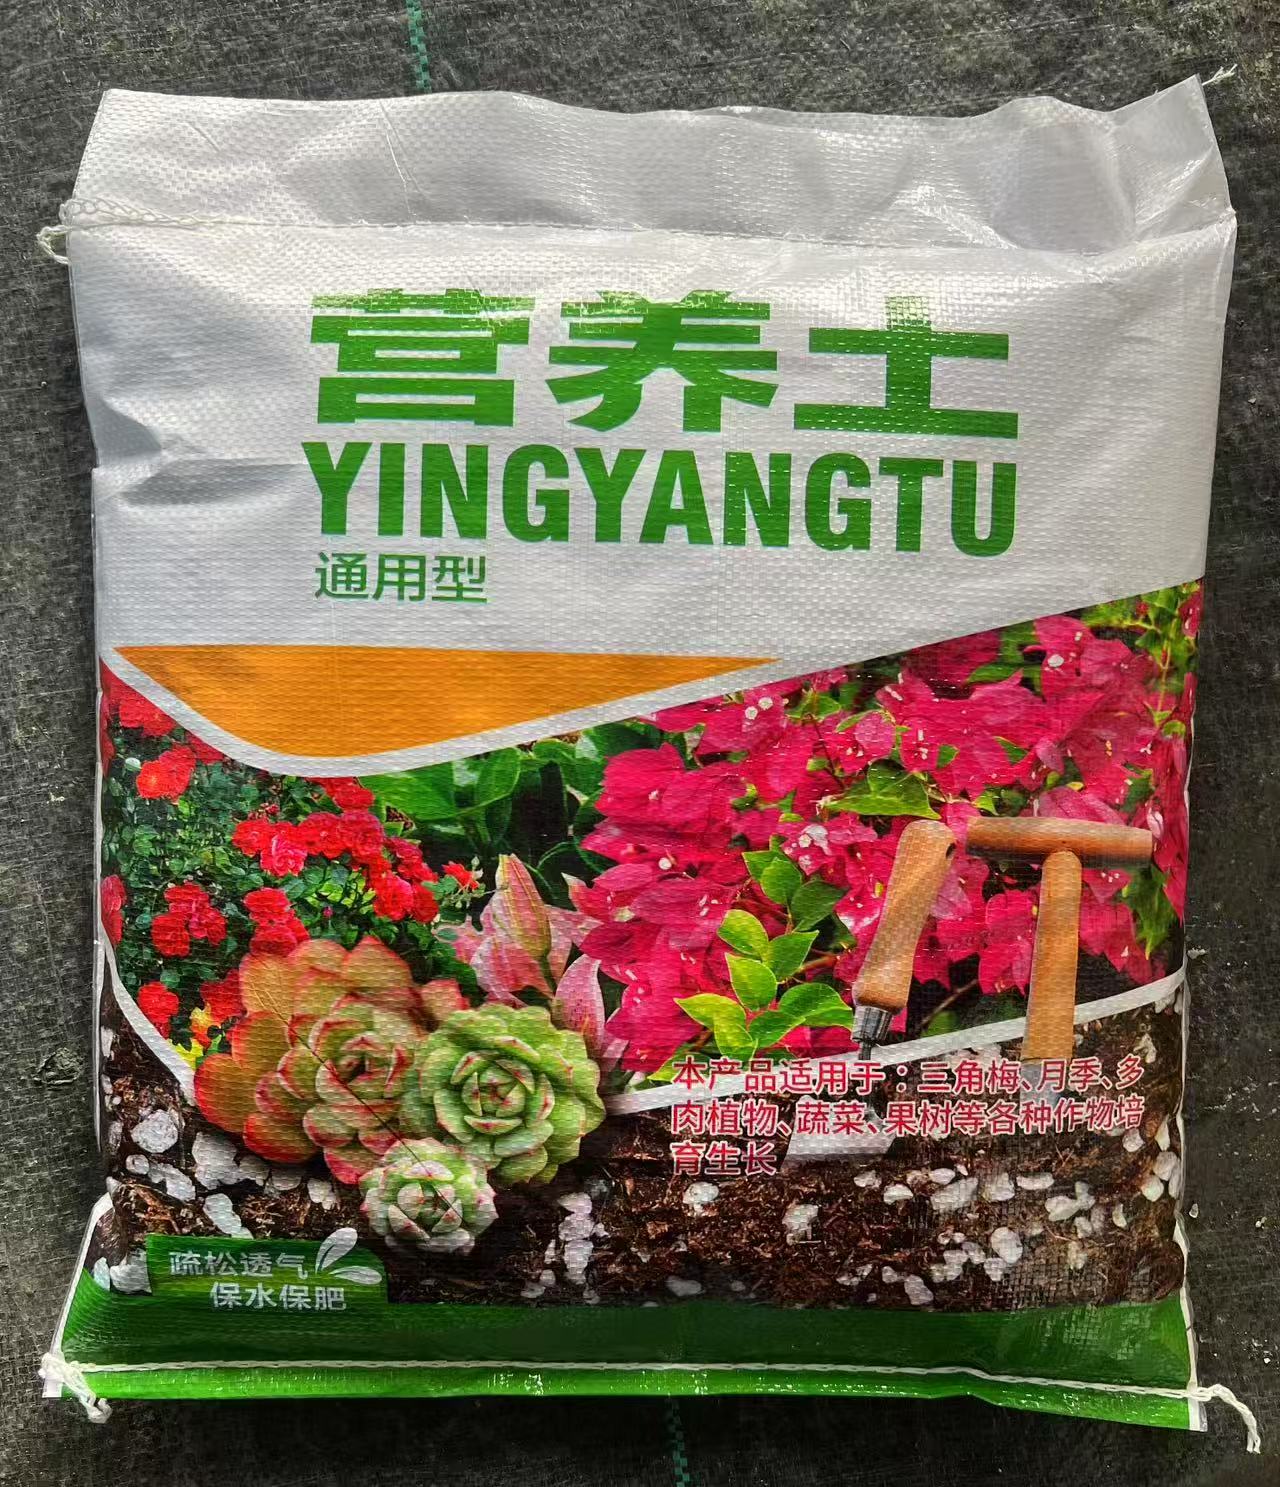 营养土
YINGYANGTU
通用型
本产品适用于：三角梅、月季、多
肉植物、蔬菜、果树等各种作物培
育生长
疏松透气
保水保肥